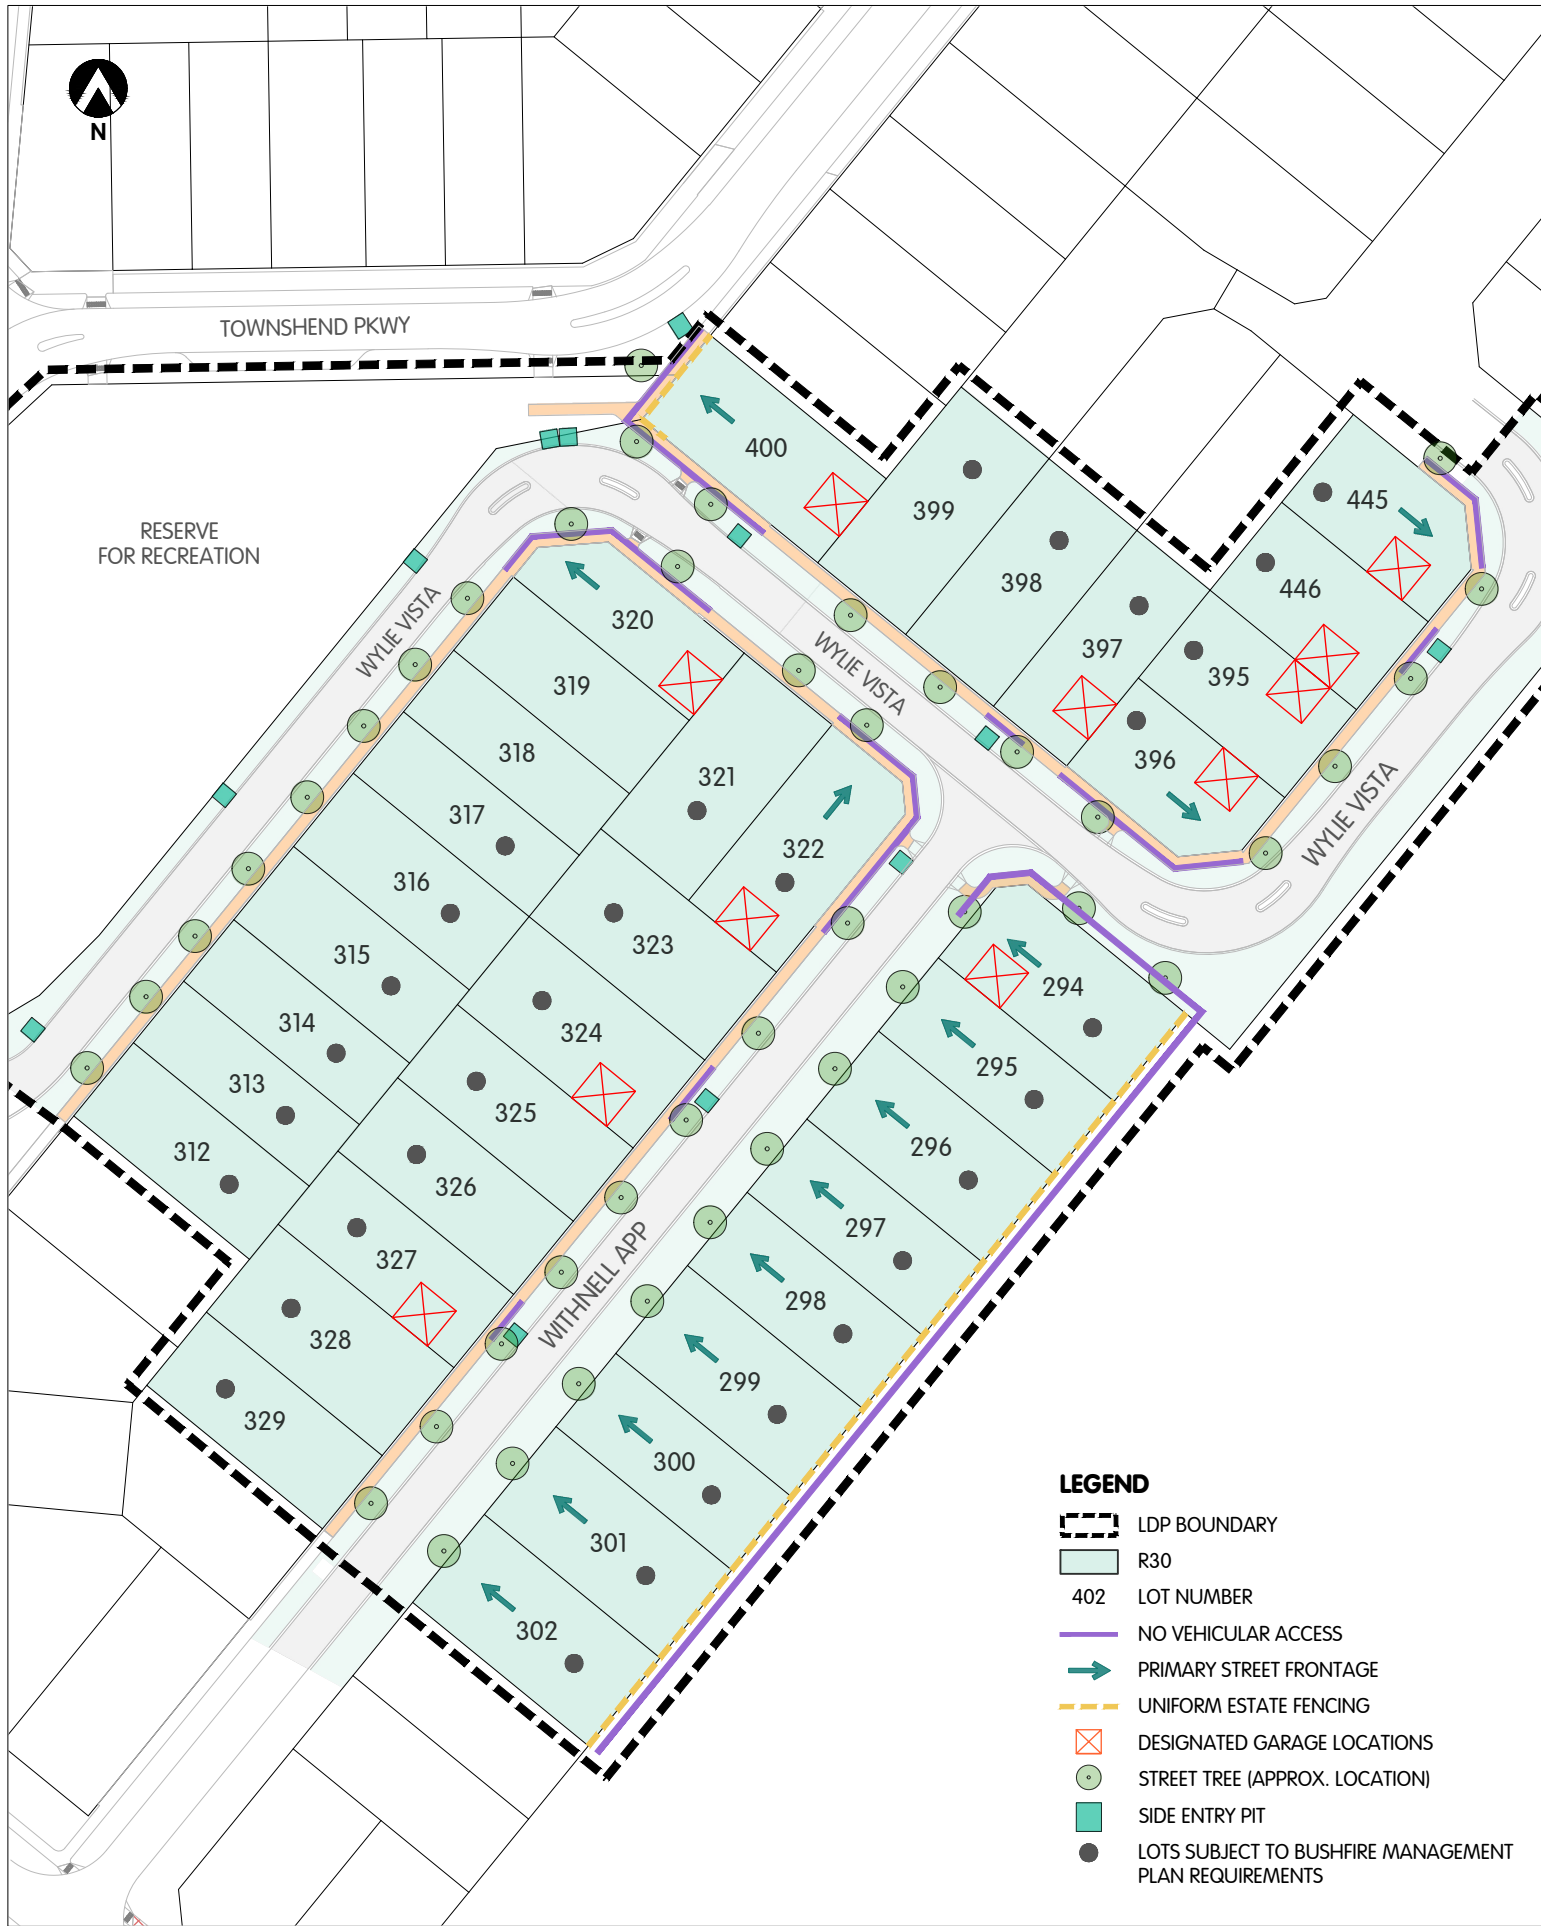 N
TOWNSHEND PKWY
RESERVE
FOR RECREATION
400
399
445
398
446
WYLIE VISTA
320
WYLIE VISTA
397
395
319
396
318
321
WYLIE VISTA
317
322
316
323
315
294
314
324
295
313
325
296
312
326
297
327
298
328
WITHNELL APP
299
329
300
301
302
LEGEND
LDP BOUNDARY
R30
402 LOT NUMBER
NO VEHICULAR ACCESS
PRIMARY STREET FRONTAGE
UNIFORM ESTATE FENCING
DESIGNATED GARAGE LOCATIONS
STREET TREE (APPROX. LOCATION)
SIDE ENTRY PIT
LOTS SUBJECT TO BUSHFIRE MANAGEMENT
PLAN REQUIREMENTS